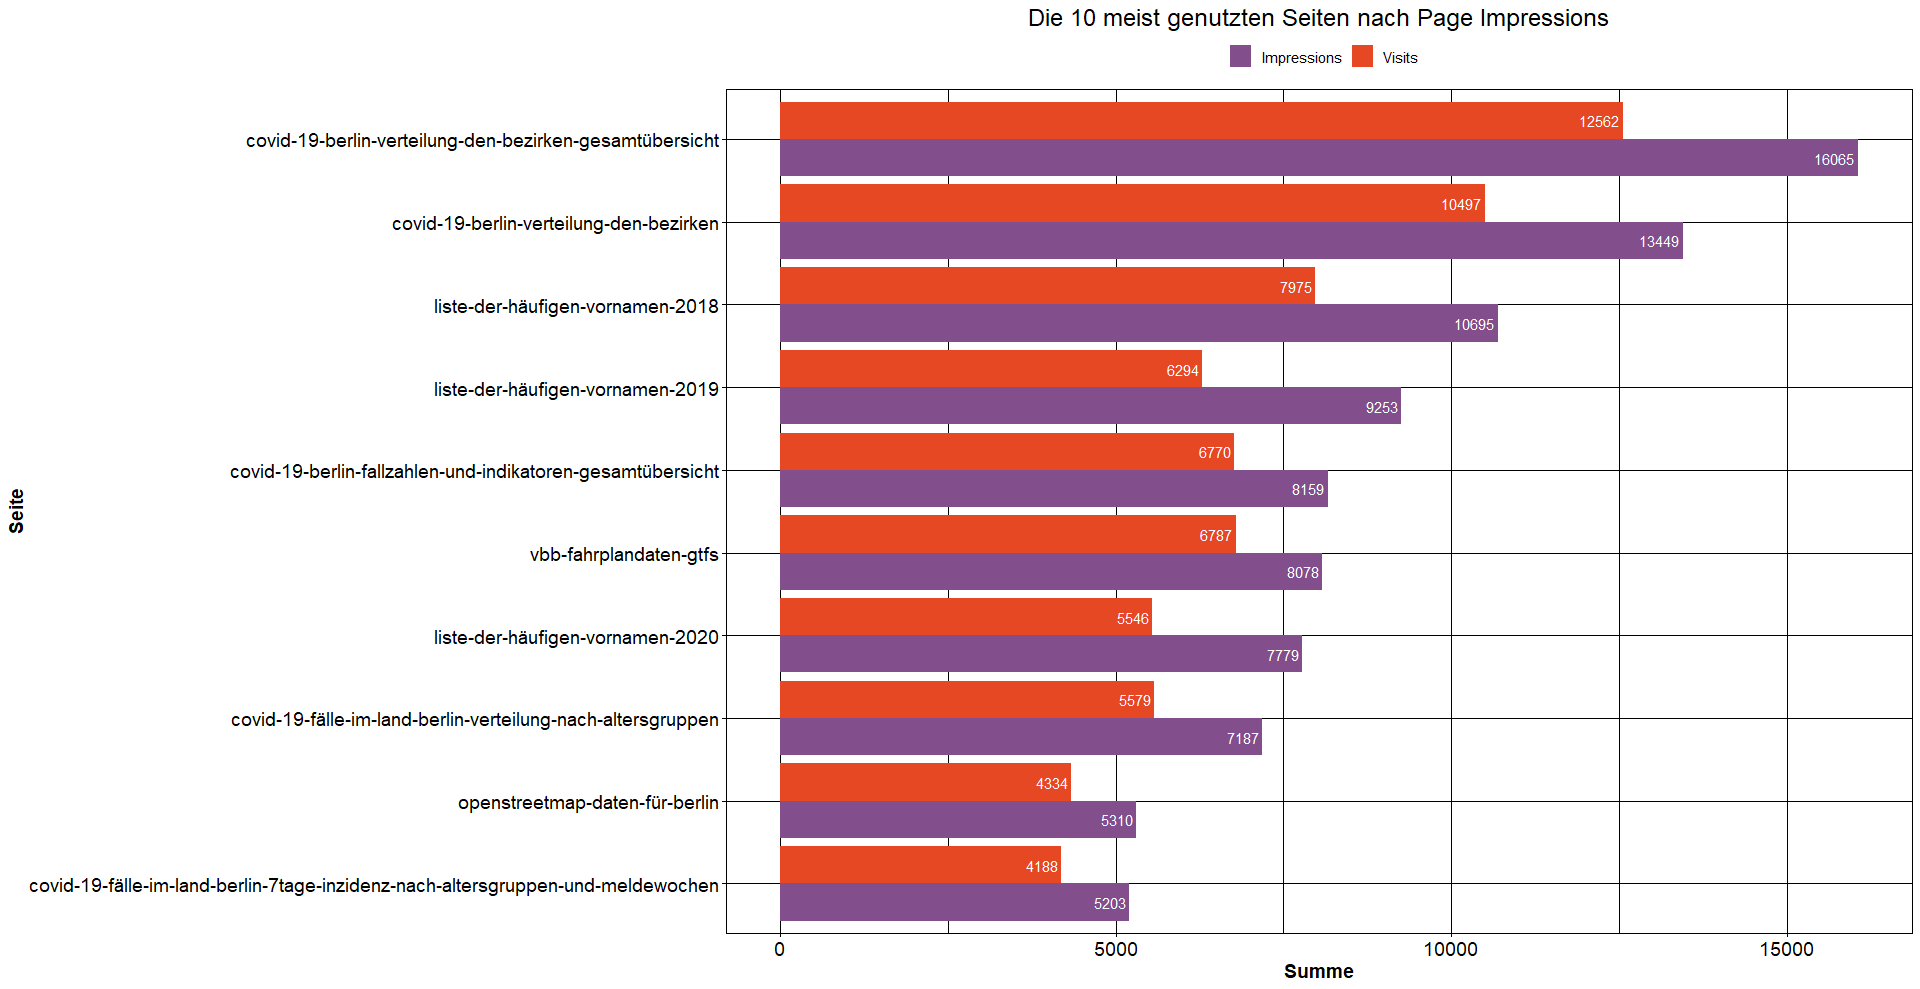 Die 10 meist genutzten Seiten nach Page Impressions
Impressions Visits
covid-19-berlin-verteilung-den-bezirken-gesamtübersicht
12562
16065
covid-19-berlin-verteilung-den-bezirken
10497
13449
liste-der-häufigen-vornamen-2018
7975
10695
liste-der-häufigen-vornamen-2019
6294
9253
covid-19-berlin-fallzahlen-und-indikatoren-gesamtübersicht
6770
8159
vbb-fahrplandaten-gtfs
6787
8078
liste-der-häufigen-vornamen-2020
5546
7779
covid-19-fälle-im-land-berlin-verteilung-nach-altersgruppen
5579
7187
openstreetmap-daten-für-berlin
4334
5310
covid-19-fälle-im-land-berlin-7tage-inzidenz-nach-altersgruppen-und-meldewochen
4188
5203
Seite
0 5000 10000 15000
Summe